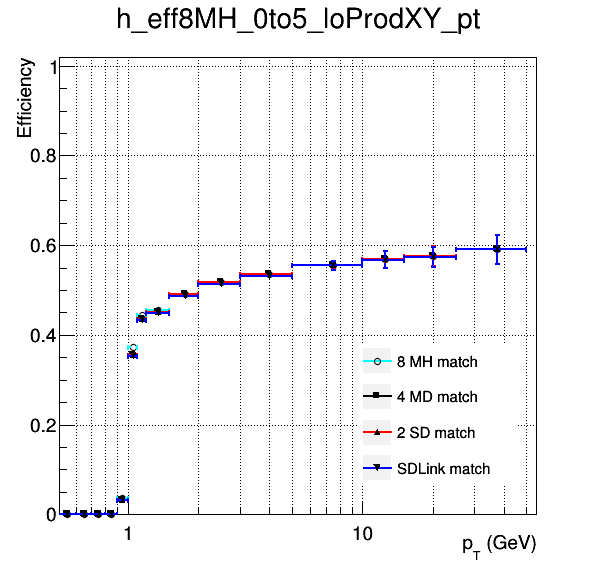 h_eff8MH_0to5_loProdXY_pt
Efficiency
1
0.8
0.6
0.4
0.2
0
8 MH match
4 MD match
2 SD match
SDLink match
1
10
p_T (GeV)